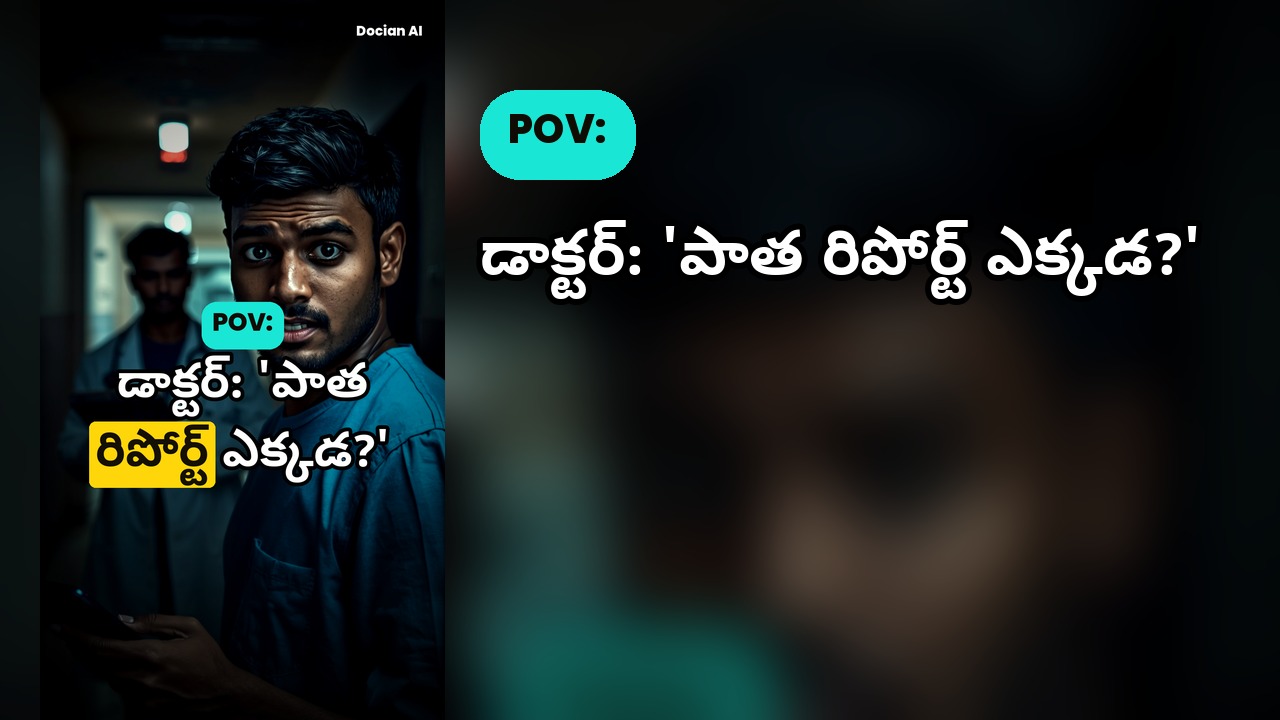 Docian AI
POV:
డాక్టర్: 'పాత
రిపోర్ట్ ఎక్కడ?'
POV:
డాక్టర్: 'పాత రిపోర్ట్ ఎక్కడ?'